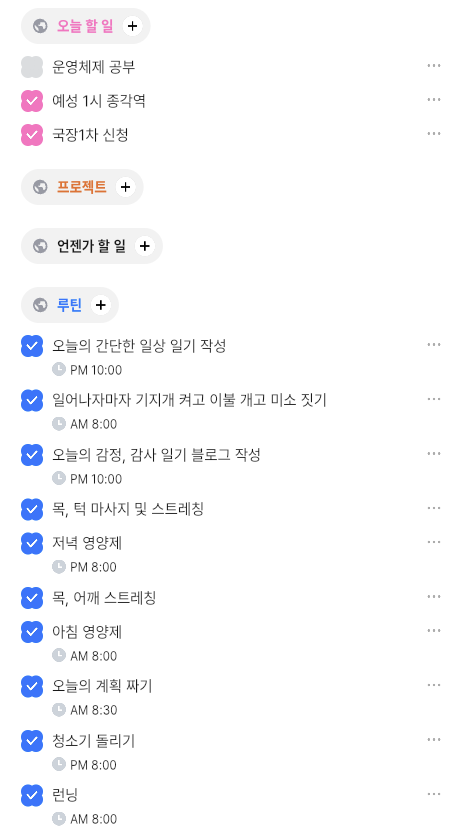 오늘 할 일 +
운영체제 공부
예성 1시 종각역
국장1차 신청
프로젝트 +
언젠가 할 일 +
루틴 +
오늘의 간단한 일상 일기 작성
PM 10:00
일어나자마자 기지개 켜고 이불 개고 미소 짓기
AM 8:00
오늘의 감정, 감사 일기 블로그 작성
PM 10:00
목, 턱 마사지 및 스트레칭
저녁 영양제
PM 8:00
목, 어깨 스트레칭
아침 영양제
AM 8:00
오늘의 계획 짜기
AM 8:30
청소기 돌리기
PM 8:00
런닝
AM 8:00